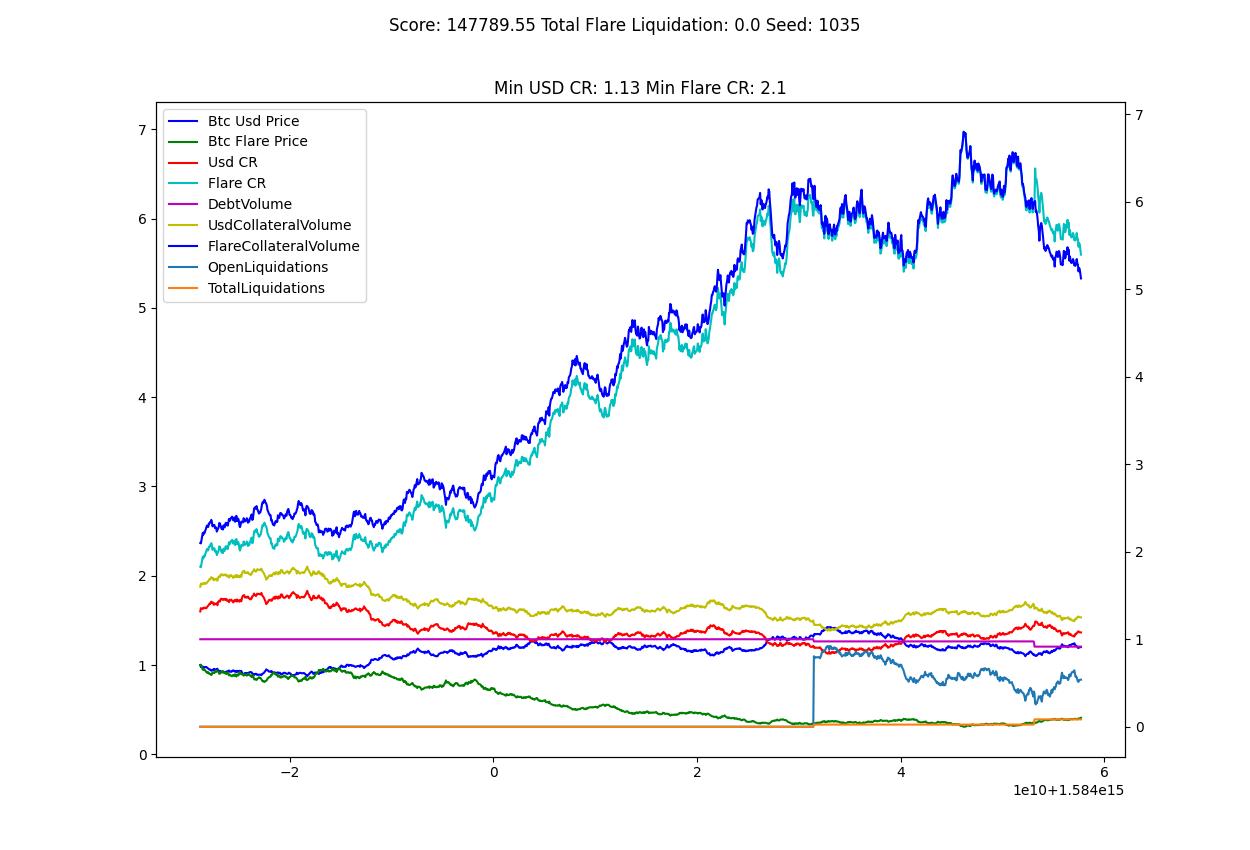 Score: 147789.55 Total Flare Liquidation: 0.0 Seed: 1035
Min USD CR: 1.13 Min Flare CR: 2.1
Btc Usd Price
Btc Flare Price
Usd CR
Flare CR
DebtVolume
UsdCollateralVolume
FlareCollateralVolume
OpenLiquidations
TotalLiquidations
7
6
5
4
3
2
1
0
7
6
5
4
3
2
1
0
−2
0
2
4
6
1e10+1.584e15